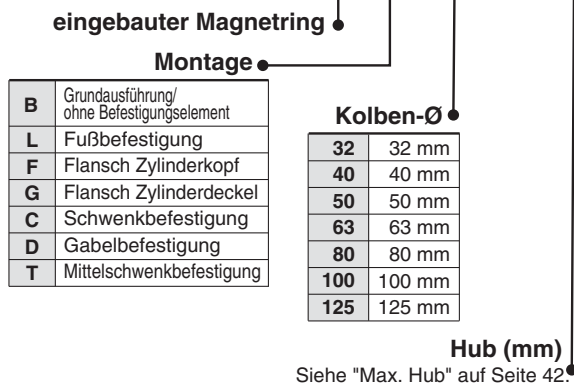 eingebauter Magnetring
Montage
B Grundausführung/
ohne Befestigungselement
L Fußbefestigung
F Flansch Zylinderkopf
G Flansch Zylinderdeckel
C Schwenkbefestigung
D Gabelbefestigung
T Mittelschwenkbefestigung
Kolben-Ø
32 32 mm
40 40 mm
50 50 mm
63 63 mm
80 80 mm
100 100 mm
125 125 mm
Hub (mm)
Siehe "Max. Hub" auf Seite 42.